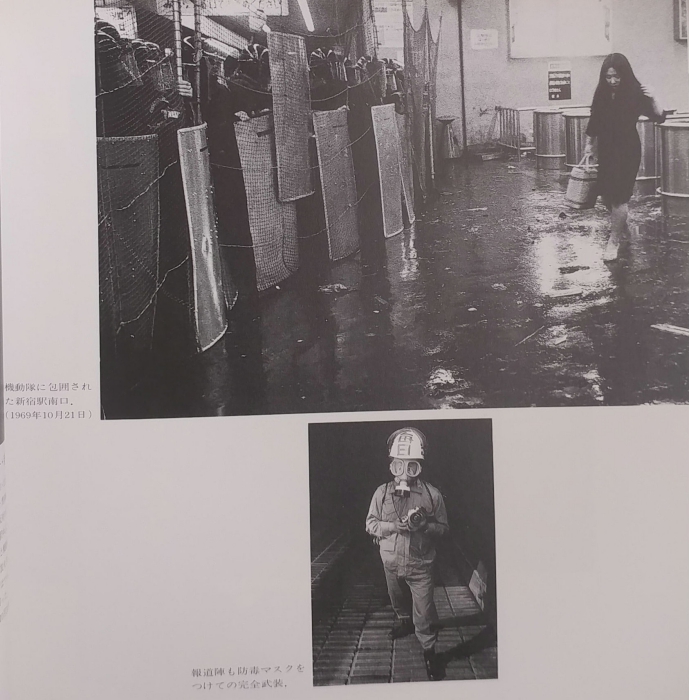 機動隊に包囲され
た新宿駅南口。
(1969年10月21日)
報道陣も防毒マスクを
つけての完全武装。